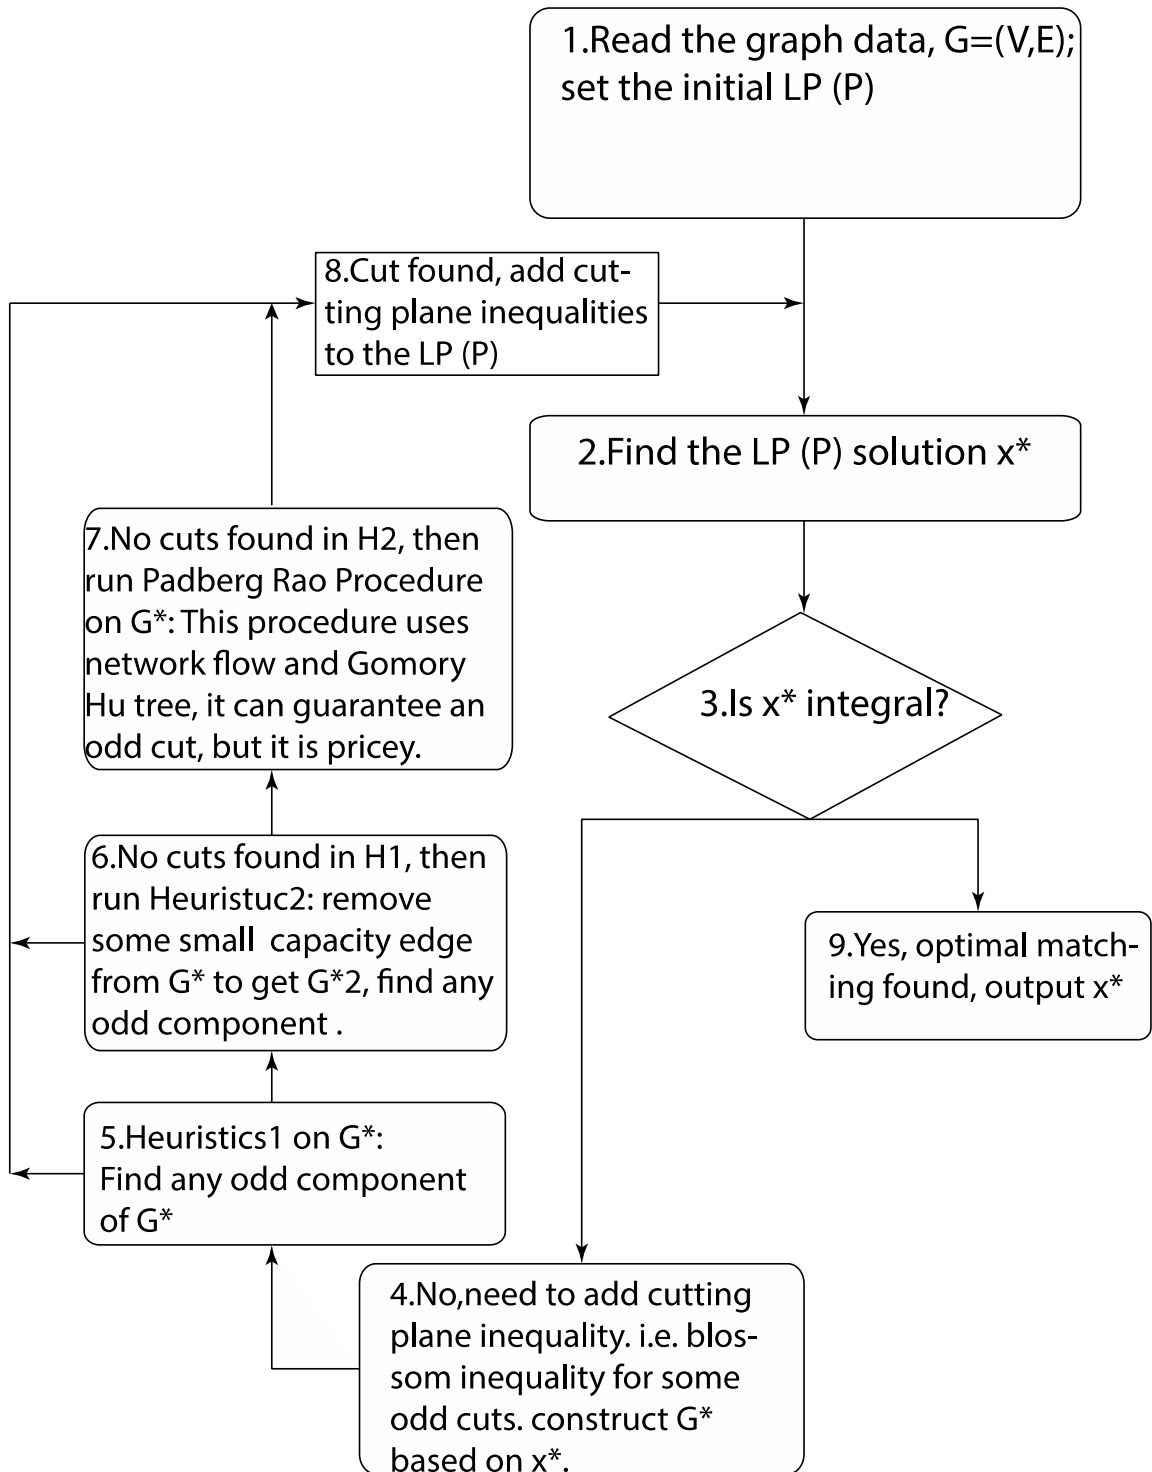 1.Read the graph data, G=(V,E);
set the initial LP (P)
8.Cut found, add cut-
ting plane inequalities
to the LP (P)
2.Find the LP (P) solution x*
7.No cuts found in H2, then
run Padberg Rao Procedure
on G*: This procedure uses
network flow and Gomory
Hu tree, it can guarantee an
odd cut, but it is pricey.
3.Is x* integral?
6.No cuts found in H1, then
run Heuristuc2: remove
some small capacity edge
from G* to get G*2, find any
odd component .
9.Yes, optimal match-
ing found, output x*
5.Heuristics1 on G*:
Find any odd component
of G*
4.No,need to add cutting
plane inequality. i.e. blos-
som inequality for some
odd cuts. construct G*
based on x*.